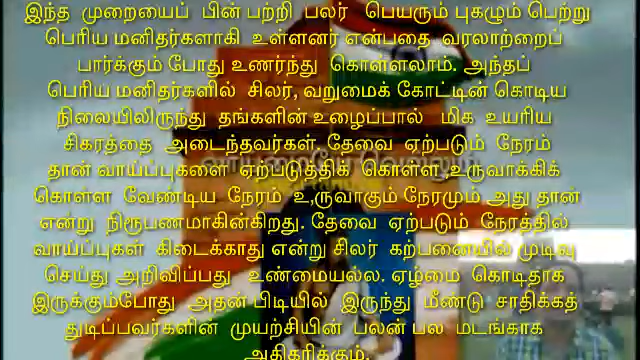 இந்த முறையைப் பின் பற்றி பலர் பெயரும் புகழும் பெற்று
பெரிய மனிதர்களாகி உள்ளனர் என்பதை வரலாற்றைப்
பார்க்கும் போது உணர்ந்து கொள்ளலாம். அந்தப்
பெரிய மனிதர்களில் சிலர், வறுமைக் கோட்டின் கொடிய
நிலையிலிருந்து தங்களின் உழைப்பால் மிக உயரிய
சிகரத்தை அடைந்தவர்கள். தேவை ஏற்படும் நேரம்
தான் வாய்ப்புகளை ஏற்படுத்திக் கொள்ள உருவாக்கிக்
கொள்ள வேண்டிய நேரம் உருவாகும் நேரமும் அது தான்
என்று நிரூபணமாகின்கிறது. தேவை ஏற்படும் நேரத்தில்
வாய்ப்புகள் கிடைக்காது என்று சிலர் கற்பனையில் முடிவு
செய்து அறிவிப்பது உண்மையல்ல. ஏழ்மை கொடிதாக
இருக்கும்போது அதன் பிடியில் இருந்து மீண்டு சாதிக்கத்
துடிப்பவர்களின் முயற்சியின் பலன் பல மடங்காக
அதிகரிக்கும்.